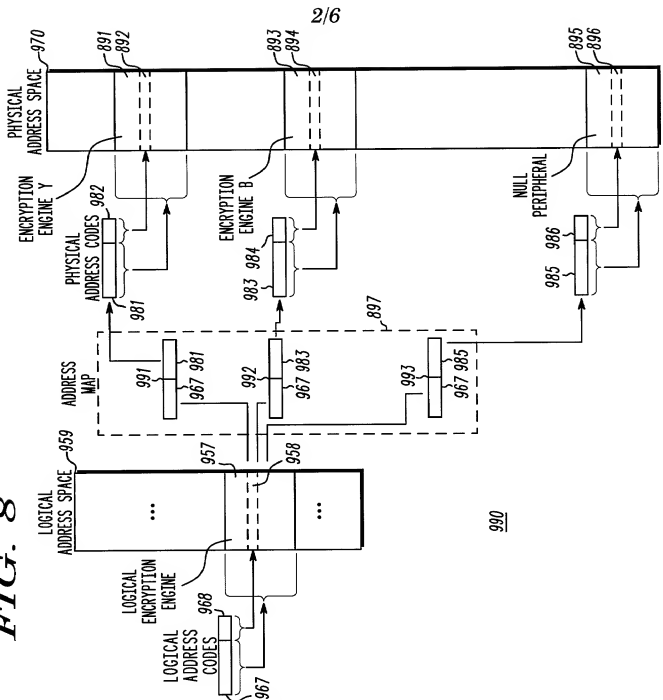 2/6
FIG. 8
LOGICAL
ADDRESS
CODES
967
968
LOGICAL
ENCRYPTION
ENGINE
LOGICAL
ADDRESS SPACE
959
...
957
958
...
990
ADDRESS
MAP
991
967
981
992
967
983
993
967
985
897
PHYSICAL
ADDRESS CODES
981
982
983
984
985
986
ENCRYPTION
ENGINE Y
ENCRYPTION
ENGINE B
NULL
PERIPHERAL
PHYSICAL
ADDRESS SPACE
970
891
892
893
894
895
896